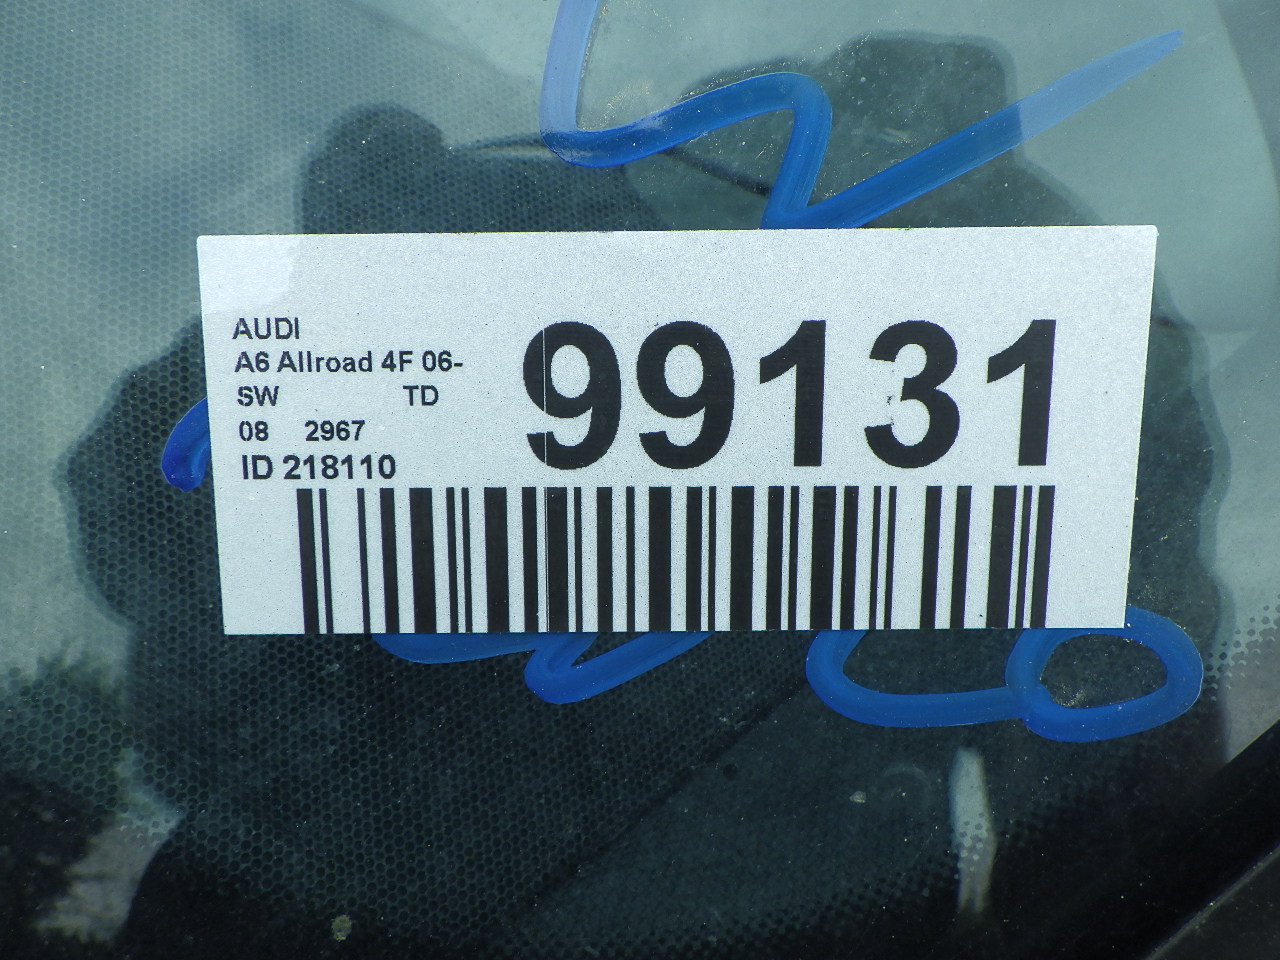 AUDI
A6 Allroad 4F 06-
SW TD
08 2967
ID 218110
99131